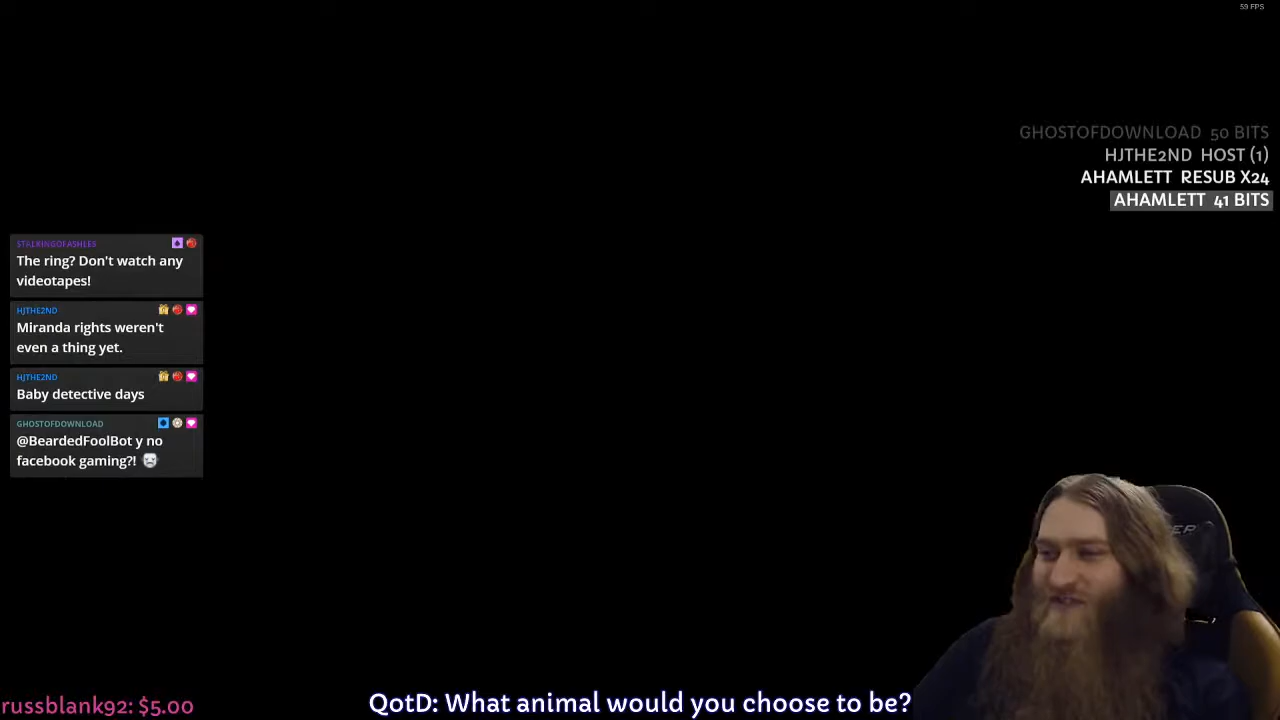 59 FPS
GHOSTOFDOWNLOAD 50 BITS
HJTHE2ND HOST (1)
AHAMLETT RESUB X24
AHAMLETT 41 BITS
The ring? Don't watch any
videotapes!
HJTHE2ND
Miranda rights weren't
even a thing yet.
HJTHE2ND
Baby detective days
GHOSTOFDOWNLOAD
@BeardedFoolBot y no
facebook gaming?!
russblank92: $5.00
QotD: What animal would you choose to be?